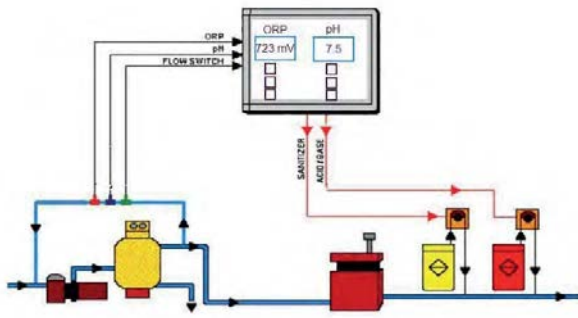 ORP pH
723 mV 7.5
ORP
pH
FLOW SWITCH
SANITIZER
ACID/BASE